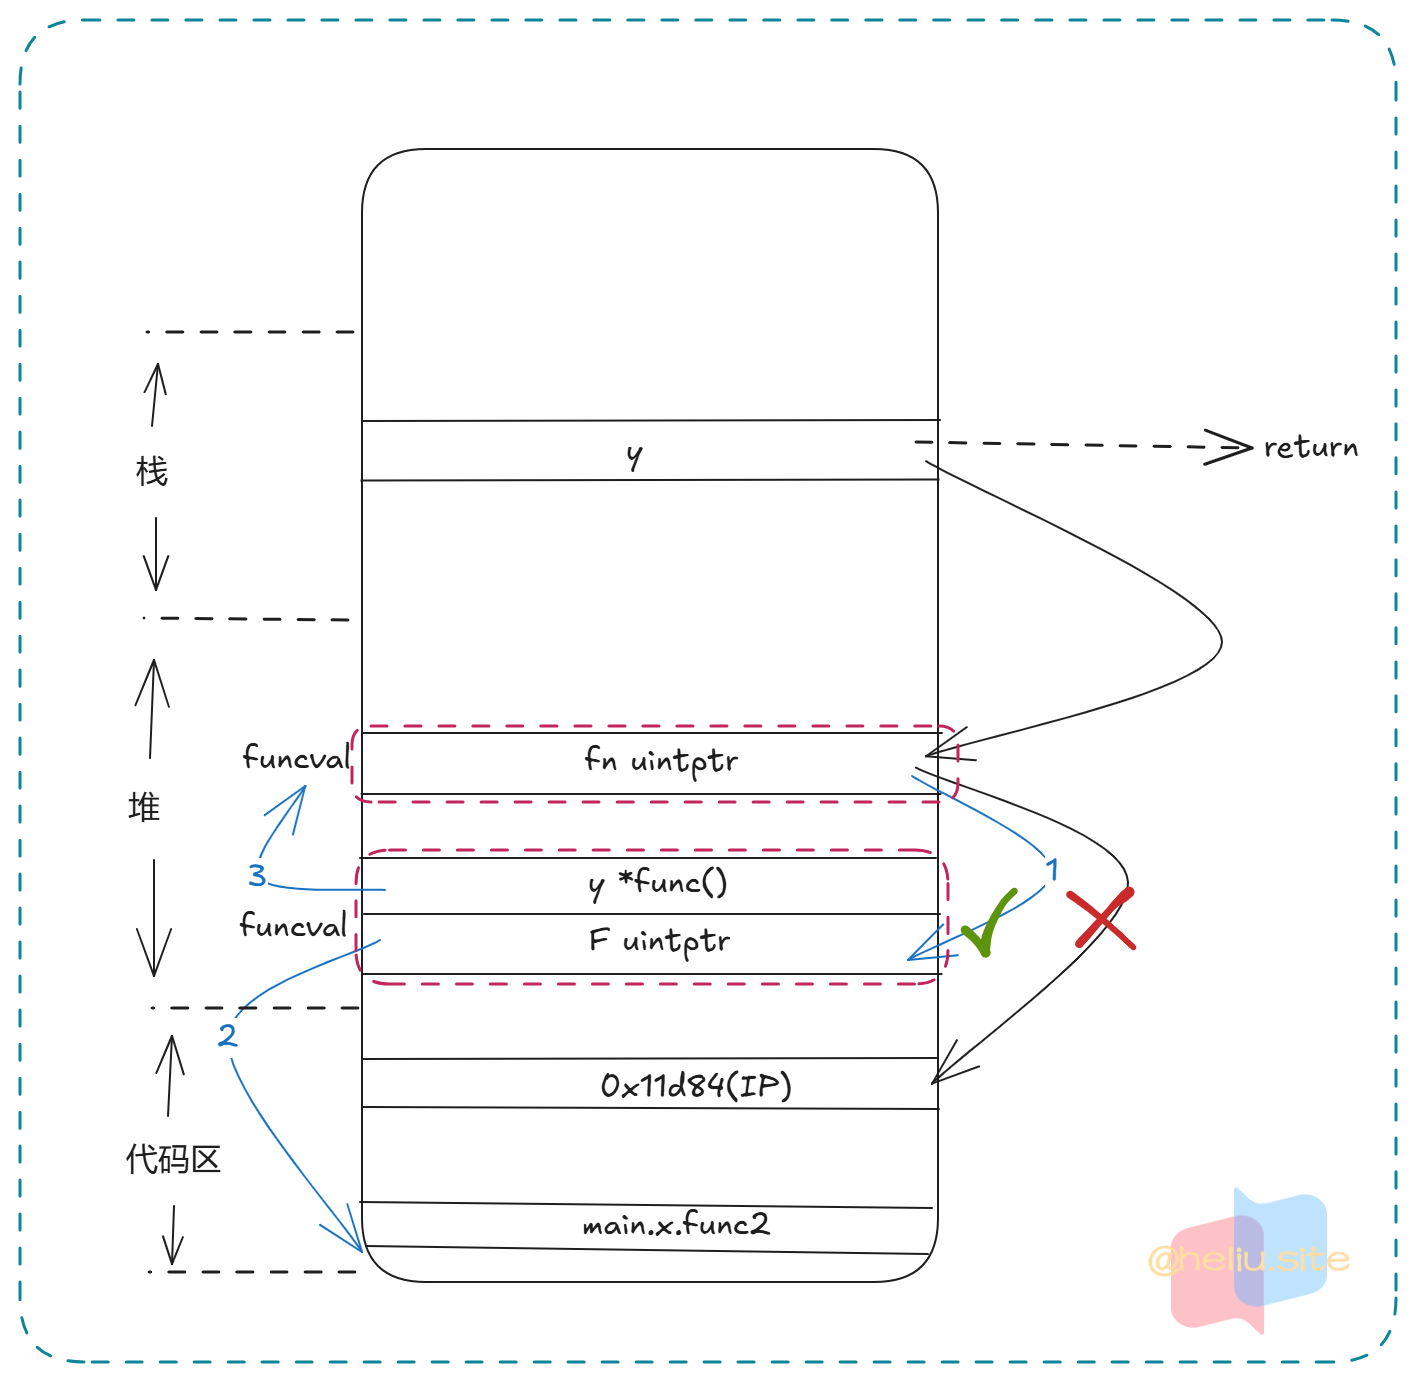 y
return
栈
funcval
fn uintptr
堆
3
y *func()
1
funcval
F uintptr
2
0x11d84(IP)
代码区
main.x.func2
@heliu.site